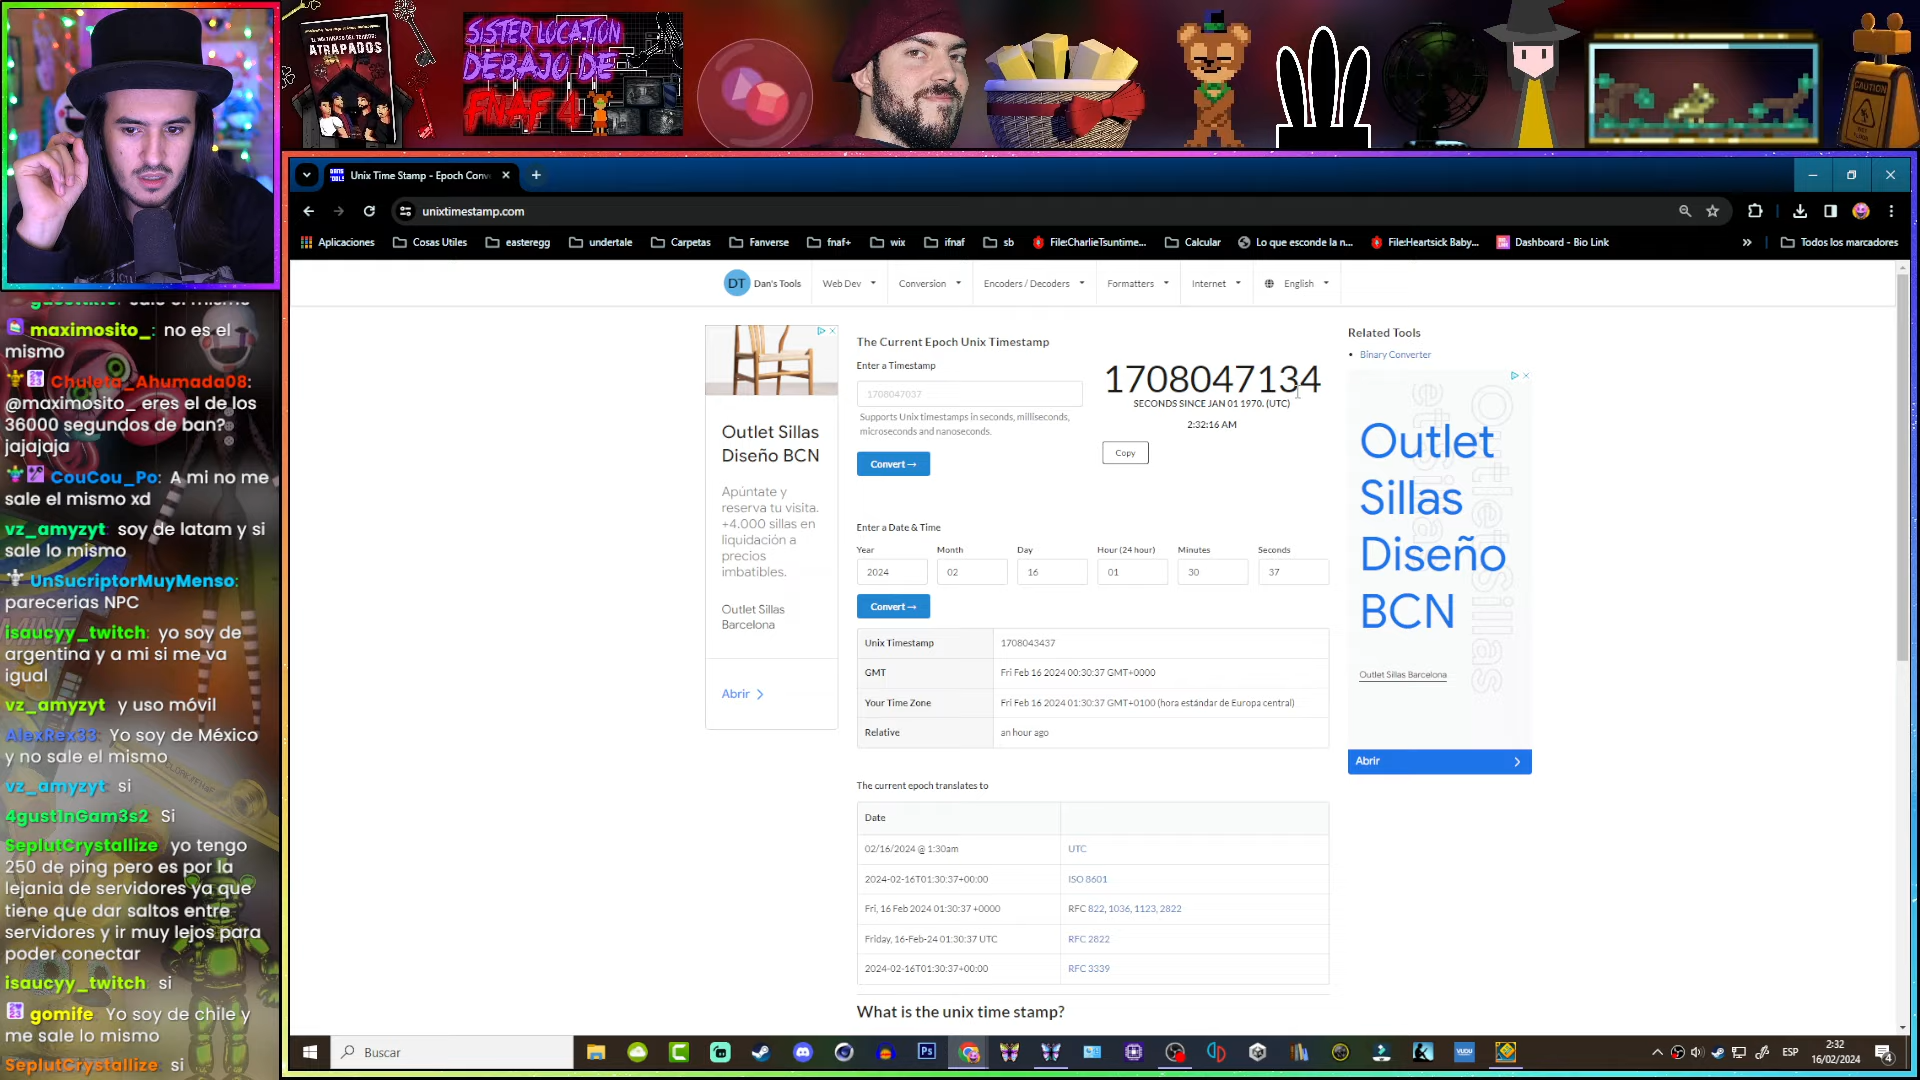 ATRAPADOS
SISTER LOCATION
DEBAJO DE
FNAF 4
CAUTION
Unix Time Stamp - Epoch Conv
unixtimestamp.com
Aplicaciones
Cosas Utiles
easteregg
undertale
Carpetas
Fanverse
fnaf+
wix
ifnaf
sb
File:CharlieTsuntime...
Calcular
Lo que esconde la n...
File:Heartsick Baby...
Dashboard - Bio Link
»
Todos los marcadores
DT Dan's Tools
Web Dev
Conversion
Encoders / Decoders
Formatters
Internet
English
maximosito_: no es el
mismo
Chuleta_Ahumada08:
@maximosito_ eres el de los
36000 segundos de ban?
jajajaja
CouCou_Po: A mi no me
sale el mismo xd
vz_amyzyt: soy de latam y si
sale lo mismo
UnSucriptorMuyMenso:
parecerias NPC
isaucyy_twitch: yo soy de
argentina y a mi si me va
igual
vz_amyzyt: y uso móvil
AlexRex33: Yo soy de México
y no sale el mismo
vz_amyzyt: si
4gust1nGam3s2: Si
SeplutCrystallize: yo tengo
250 de ping pero es por la
lejania de servidores ya que
tiene que dar saltos entre
servidores y ir muy lejos para
poder conectar
isaucyy_twitch: si
gomife: Yo soy de chile y
me sale lo mismo
SeplutCrystallize: si
Outlet Sillas
Diseño BCN
Apúntate y
reserva tu visita.
+4.000 sillas en
liquidación a
precios
imbatibles.
Outlet Sillas
Barcelona
Abrir
The Current Epoch Unix Timestamp
Enter a Timestamp
1708047037
Supports Unix timestamps in seconds, milliseconds,
microseconds and nanoseconds.
Convert →
1708047134
SECONDS SINCE JAN 01 1970. (UTC)
2:32:16 AM
Copy
Enter a Date & Time
Year Month Day Hour (24 hour) Minutes Seconds
2024 02 16 01 30 37
Convert →
Unix Timestamp 1708043437
GMT Fri Feb 16 2024 00:30:37 GMT+0000
Your Time Zone Fri Feb 16 2024 01:30:37 GMT+0100 (hora estándar de Europa central)
Relative an hour ago
The current epoch translates to
Date
02/16/2024 @ 1:30am UTC
2024-02-16T01:30:37+00:00 ISO 8601
Fri, 16 Feb 2024 01:30:37 +0000 RFC 822, 1036, 1123, 2822
Friday, 16-Feb-24 01:30:37 UTC RFC 2822
2024-02-16T01:30:37+00:00 RFC 3339
What is the unix time stamp?
Related Tools
Binary Converter
Outlet
Sillas
Diseño
BCN
Outlet Sillas Barcelona
Abrir
Buscar
Ps
VUDU
ESP
2:32
16/02/2024
4